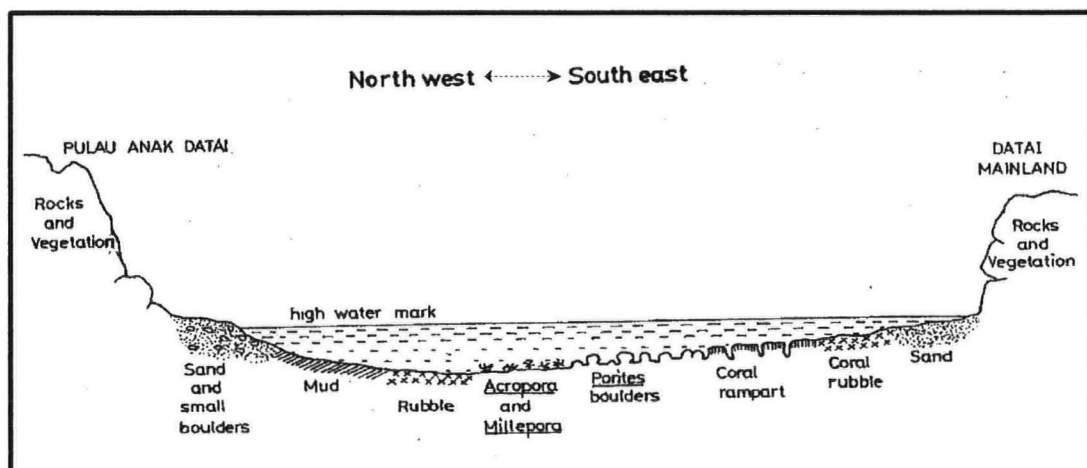 North west <----> South east
PULAU ANAK DATAI
DATAI
MAINLAND
Rocks
and
Vegetation
Rocks
and
Vegetation
high water mark
Sand
and
small
boulders
Mud
Rubble
Acropora
and
Millepora
Porites
boulders
Coral
rampart
Coral
rubble
Sand